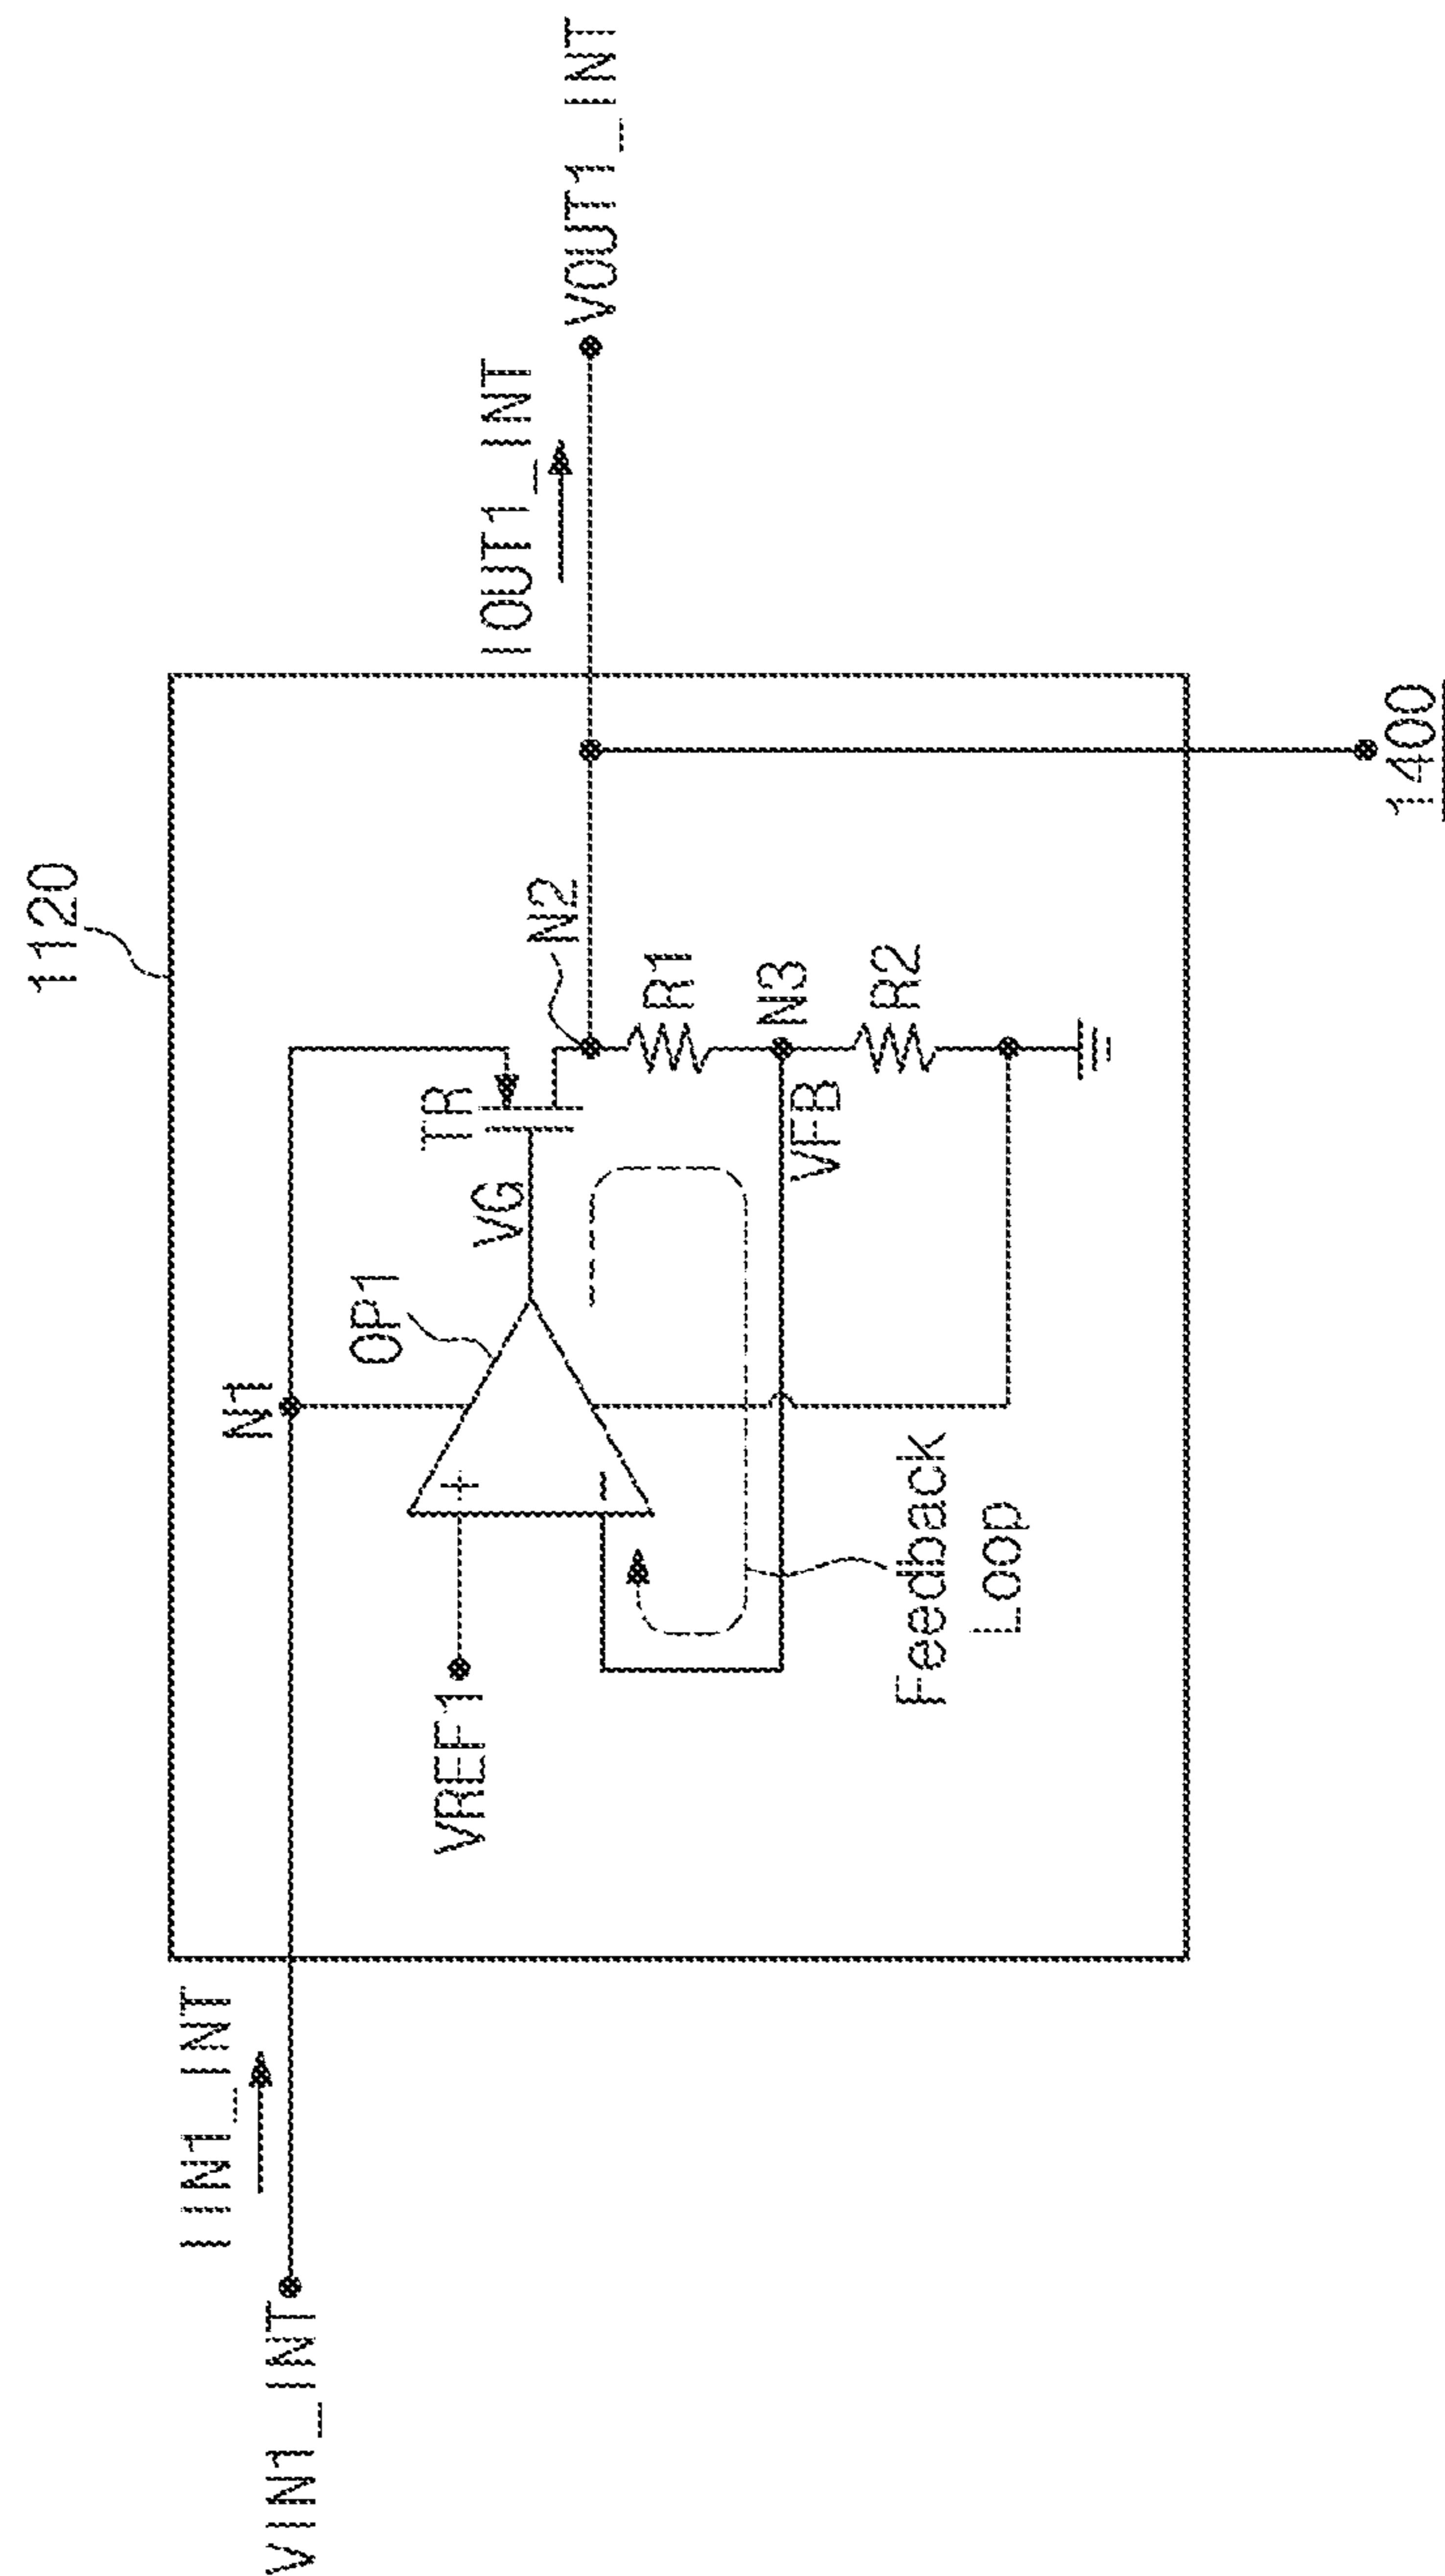 1120
IIN1_INT
VIN1_INT
N1
OP1
TR
VG
VREF1
+
-
N2
IOUT1_INT
VOUT1_INT
R1
N3
VFB
R2
Feedback
Loop
1400